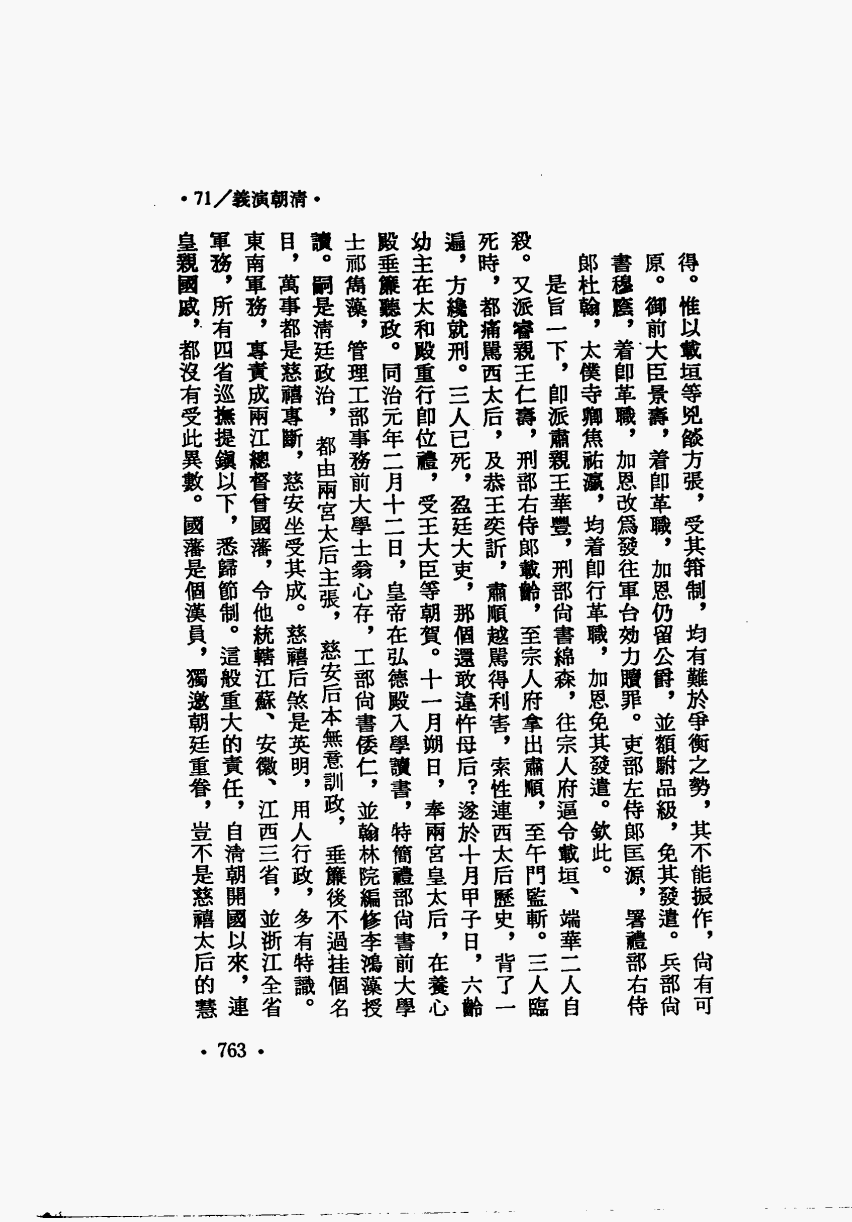 •71／義演朝清•
得。惟以載垣等兇燄方張，受其箝制，均有難於爭衡之勢，其不能振作，尙有可
原。御前大臣景壽，着卽革職，加恩仍留公爵，並額駙品級，免其發遣。兵部尙
書穆廕，着卽革職，加恩改爲發往軍台効力贖罪。吏部左侍郞匡源，署禮部右侍
郞杜翰，太僕寺卿焦祐瀛，均着卽行革職，加恩免其發遣。欽此。
是旨一下，卽派肅親王華豐，刑部尙書綿森，往宗人府逼令載垣、端華二人自
殺。又派睿親王仁壽，刑部右侍郞載齡，至宗人府拿出肅順，至午門監斬。三人臨
死時，都痛駡西太后，及恭王奕訢，肅順越駡得利害，索性連西太后歷史，背了一
遍，方纔就刑。三人已死，盈廷大吏，那個還敢違忤母后？遂於十月甲子日，六齡
幼主在太和殿重行卽位禮，受王大臣等朝賀。十一月朔日，奉兩宮皇太后，在養心
殿垂簾聽政。同治元年二月十二日，皇帝在弘德殿入學讀書，特簡禮部尙書前大學
士祁雋藻，管理工部事務前大學士翁心存，工部尙書倭仁，並翰林院編修李鴻藻授
讀。嗣是淸廷政治，都由兩宮太后主張，慈安后本無意訓政，垂簾後不過挂個名
目，萬事都是慈禧專斷，慈安坐受其成。慈禧后煞是英明，用人行政，多有特識。
東南軍務，專責成兩江總督曾國藩，令他統轄江蘇、安徽、江西三省，並浙江全省
軍務，所有四省巡撫提鎭以下，悉歸節制。這般重大的責任，自淸朝開國以來，連
皇親國戚，都沒有受此異數。國藩是個漢員，獨邀朝廷重眷，豈不是慈禧太后的慧
•763•